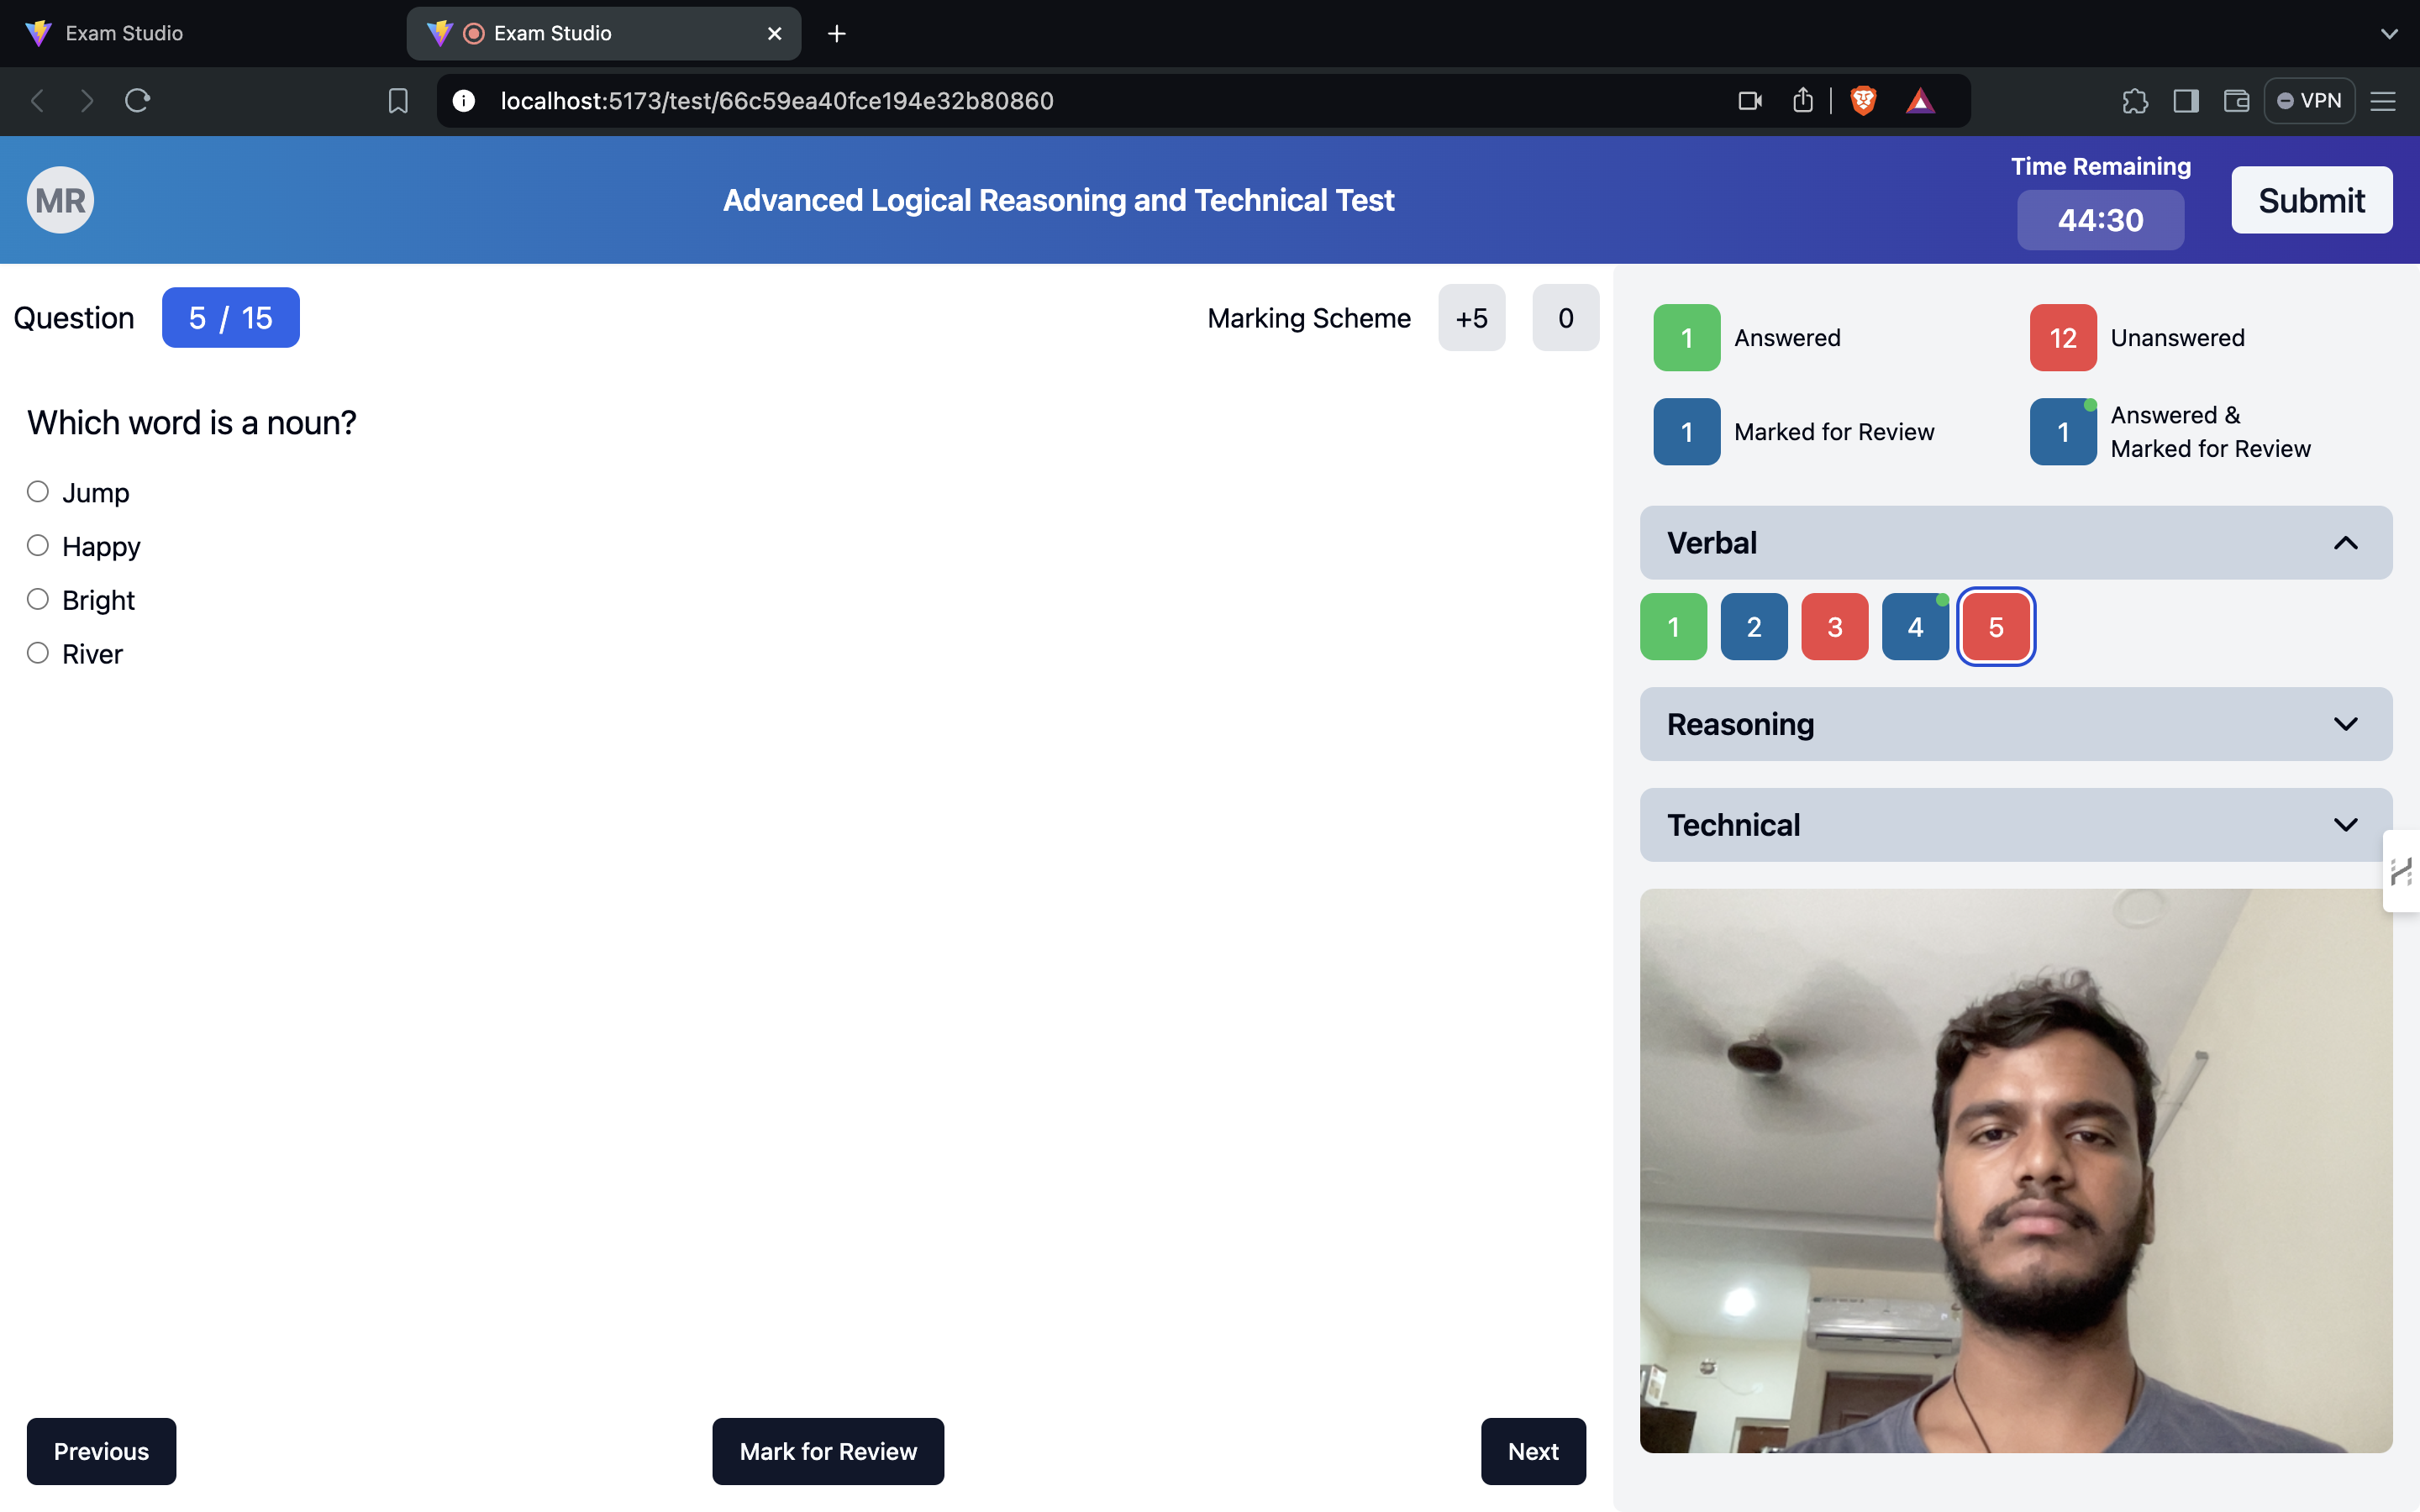 Exam Studio
Exam Studio
localhost:5173/test/66c59ea40fce194e32b80860
VPN
MR
Advanced Logical Reasoning and Technical Test
Time Remaining
44:30
Submit
Question 5 / 15
Marking Scheme +5 0
Which word is a noun?
Jump
Happy
Bright
River
Previous
Mark for Review
Next
1 Answered
12 Unanswered
1 Marked for Review
1 Answered &
Marked for Review
Verbal
1 2 3 4 5
Reasoning
Technical